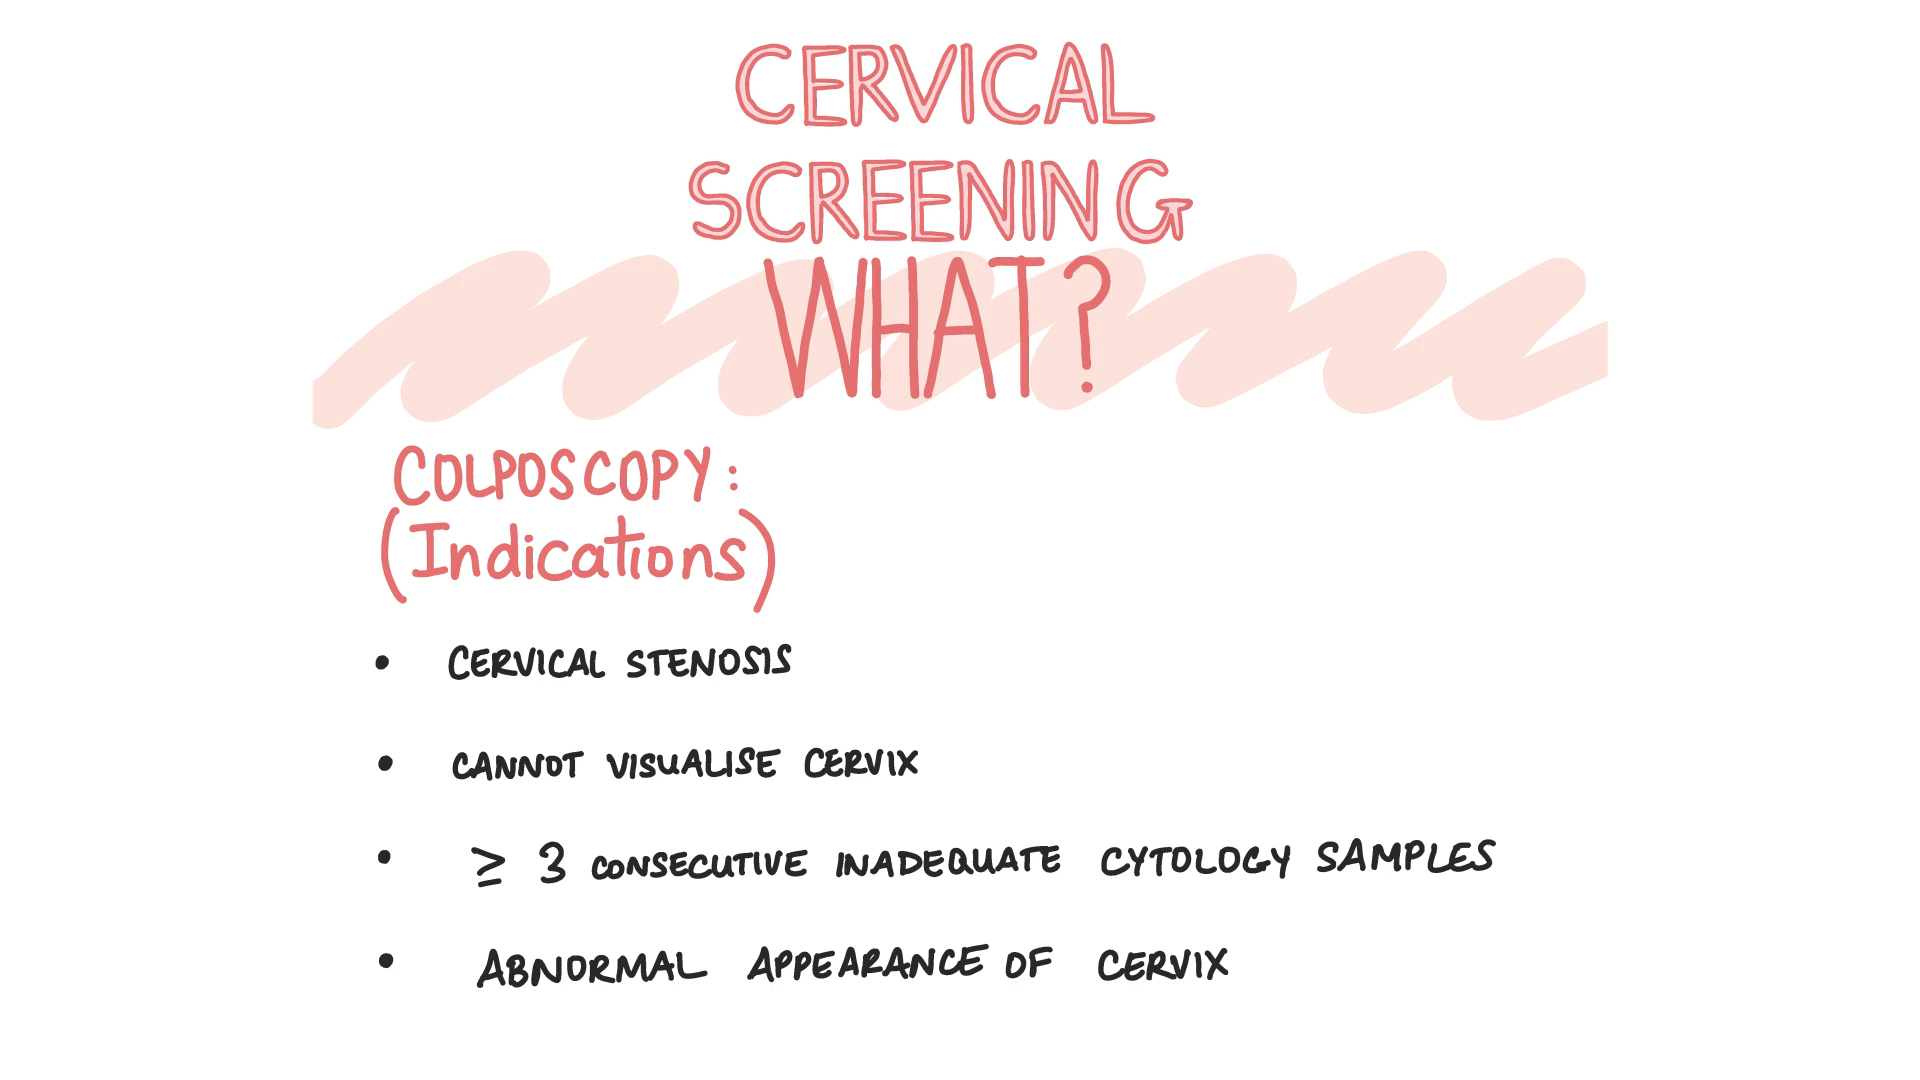 CERVICAL
SCREENING
WHAT?
COLPOSCOPY:
(Indications)
• CERVICAL STENOSIS
• CANNOT VISUALISE CERVIX
• ≥ 3 CONSECUTIVE INADEQUATE CYTOLOGY SAMPLES
• ABNORMAL APPEARANCE OF CERVIX